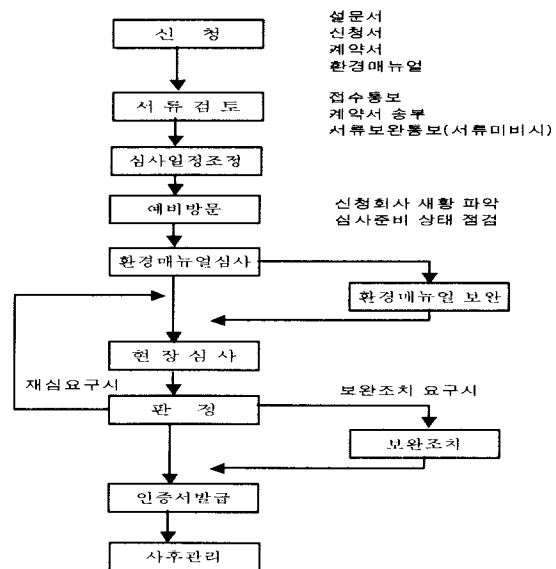 신 청
설문서
신청서
계약서
환경매뉴얼
서류검토
접수통보
계약서 송부
서류보완통보(서류미비시)
심사일정조정
예비방문
신청회사 새황 파악
심사준비 상태 점검
환경매뉴얼심사
환경매뉴얼 보안
현 장 심 사
재심요구시
보완조치 요구시
판 정
보완조치
인증서발급
사후관리